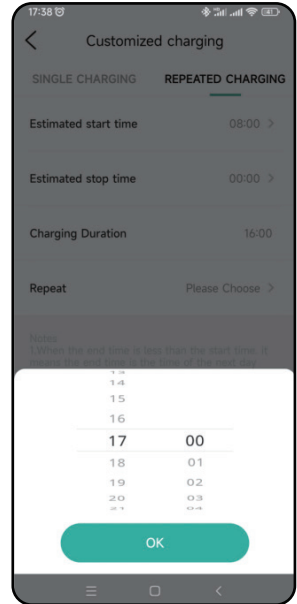 17:38
Customized charging
SINGLE CHARGING REPEATED CHARGING
Estimated start time 08:00 >
Estimated stop time 00:00 >
Charging Duration 16:00
Repeat Please Choose >
Notes:
1.When the end time is less than the start time, it
means the end time is the time of the next day
13
14
15
16
17 00
18 01
19 02
20 03
21 04
OK